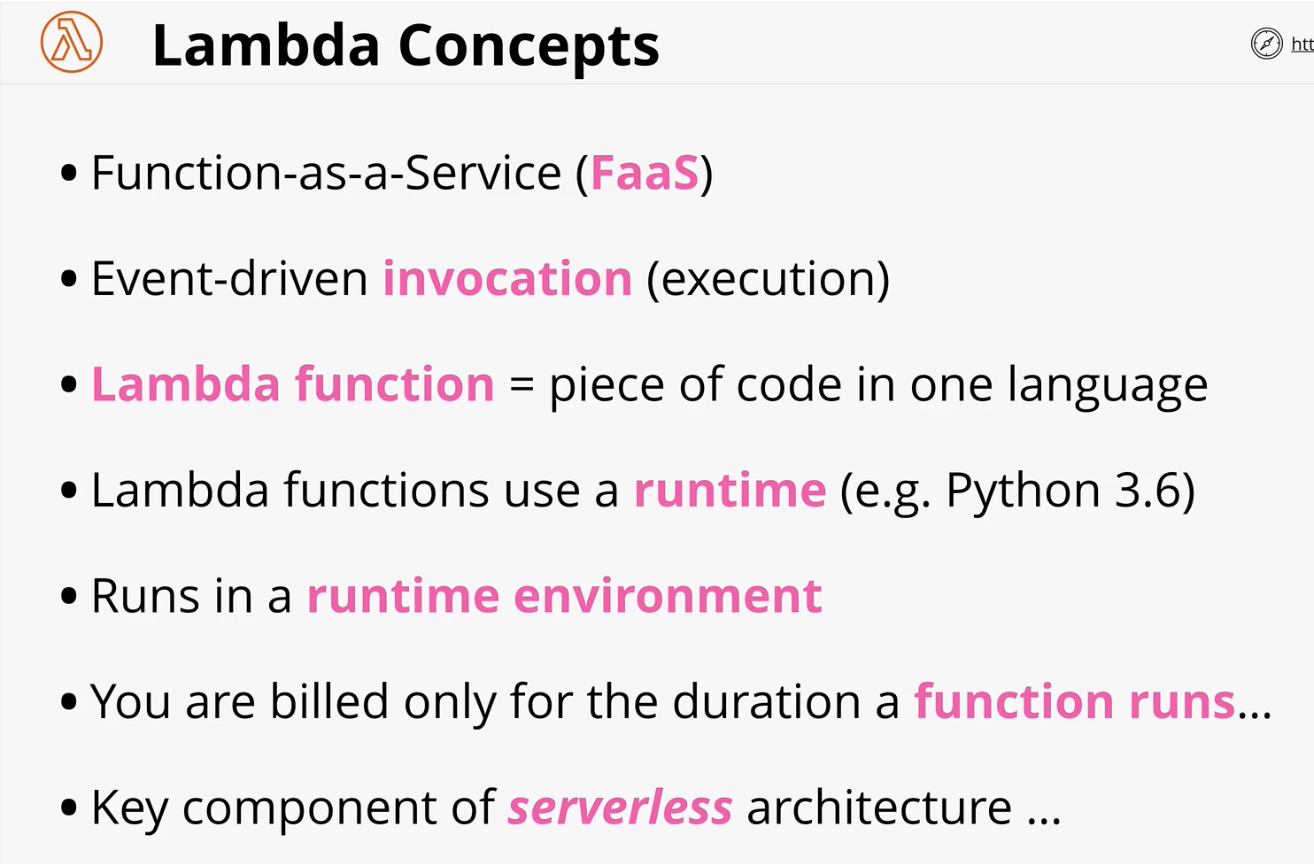 Lambda Concepts
htt
• Function-as-a-Service (FaaS)
• Event-driven invocation (execution)
• Lambda function = piece of code in one language
• Lambda functions use a runtime (e.g. Python 3.6)
• Runs in a runtime environment
• You are billed only for the duration a function runs...
• Key component of serverless architecture ...